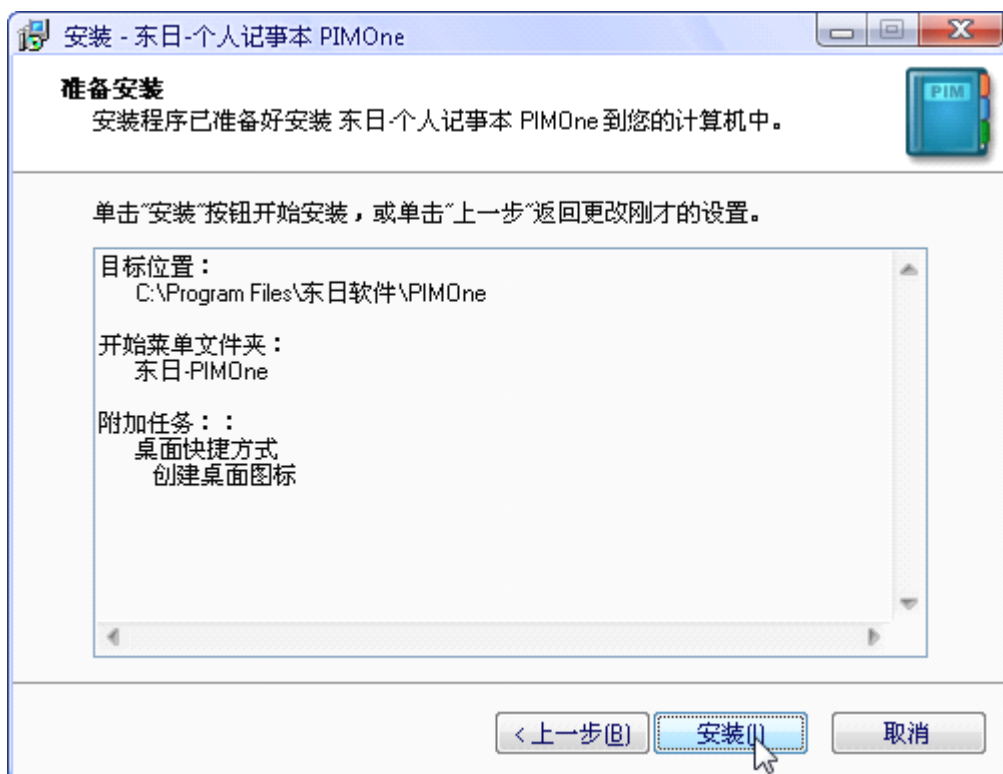 安装 - 东日-个人记事本 PIMOne
准备安装
PIM
安装程序已准备好安装 东日-个人记事本 PIMOne 到您的计算机中。
单击"安装"按钮开始安装，或单击"上一步"返回更改刚才的设置。
目标位置：
C:\Program Files\东日软件\PIMOne
开始菜单文件夹：
东日-PIMOne
附加任务：：
桌面快捷方式
创建桌面图标
< 上一步(B)
安装(I)
取消